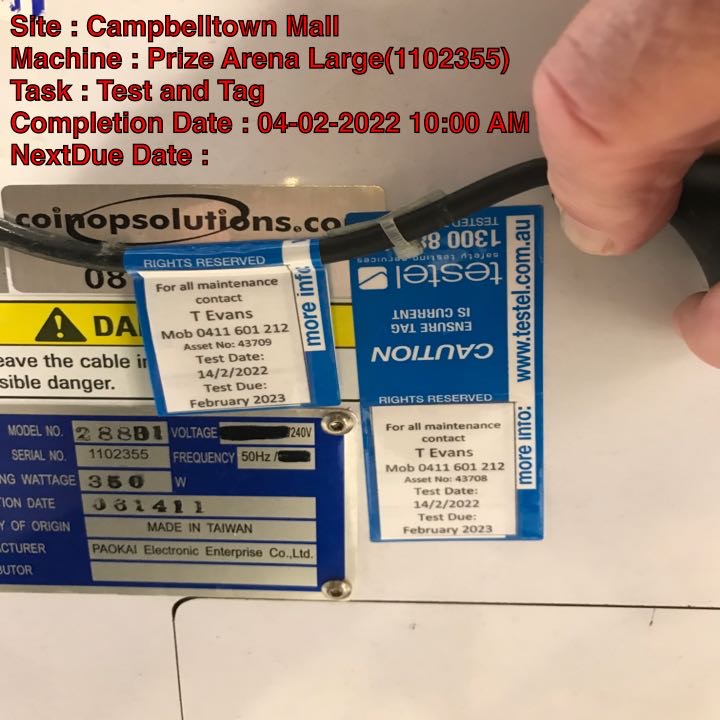 Site : Campbelltown Mall
Machine : Prize Arena Large(1102355)
Task : Test and Tag
Completion Date : 04-02-2022 10:00 AM
NextDue Date :
coinopsolutions.co
08
DA
eave the cable in
sible danger.
RIGHTS RESERVED
For all maintenance
contact
T Evans
Mob 0411 601 212
Asset No: 43709
Test Date:
14/2/2022
Test Due:
February 2023
more info
TESTED
1300 88
safety testing services
testel
ENSURE TAG
IS CURRENT
CAUTION
www.testel.com.au
RIGHTS RESERVED
more info:
For all maintenance
contact
T Evans
Mob 0411 601 212
Asset No: 43708
Test Date:
14/2/2022
Test Due:
February 2023
MODEL NO. 288B1 VOLTAGE /240V
SERIAL NO. 1102355 FREQUENCY 50Hz /
NG WATTAGE 350 W
TION DATE 081411
Y OF ORIGIN MADE IN TAIWAN
CTURER PAOKAI Electronic Enterprise Co.,Ltd.
BUTOR